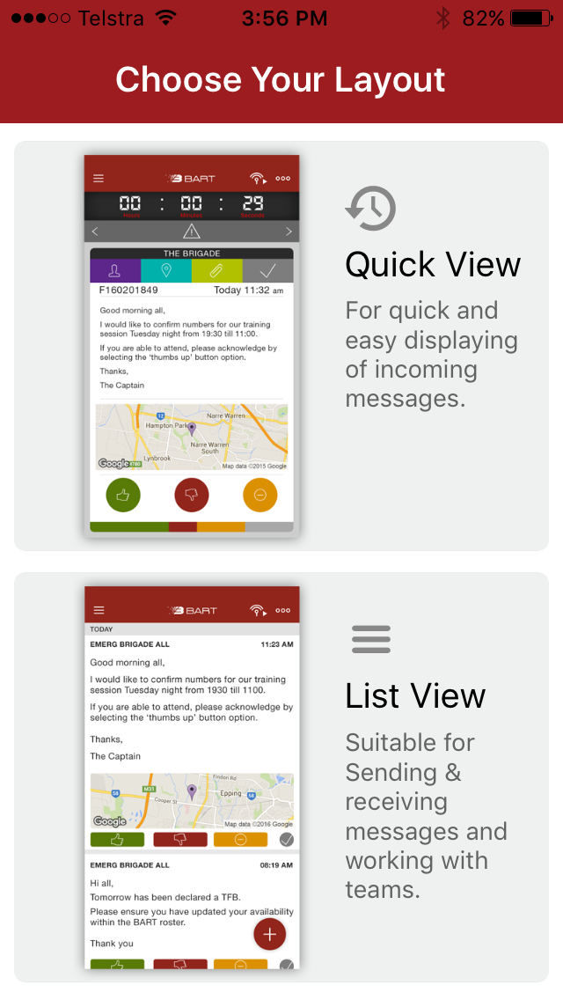 Telstra 3:56 PM 82%
Choose Your Layout
BART
00 : 00 : 29
Hours Minutes Seconds
THE BRIGADE
F160201849 Today 11:32 am
Good morning all,
I would like to confirm numbers for our training
session Tuesday night from 19:30 till 11:00.
If you are able to attend, please acknowledge by
selecting the 'thumbs up' button option.
Thanks,
The Captain
12
Narre Warren
Hampton Park
Narre Warren
South
Lynbrook
Google
Map data ©2015 Google
Quick View
For quick and
easy displaying
of incoming
messages.
BART
TODAY
EMERG BRIGADE ALL 11:23 AM
Good morning all,
I would like to confirm numbers for our training
session Tuesday night from 1930 till 1100.
If you are able to attend, please acknowledge by
selecting the 'thumbs up' button option.
Thanks,
The Captain
Findon Rd
M31
58
Epping
58
Cooper St
Google
Map data ©2016 Google
EMERG BRIGADE ALL 08:19 AM
Hi all,
Tomorrow has been declared a TFB.
Please ensure you have updated your availability
within the BART roster.
Thank you
List View
Suitable for
Sending &
receiving
messages and
working with
teams.